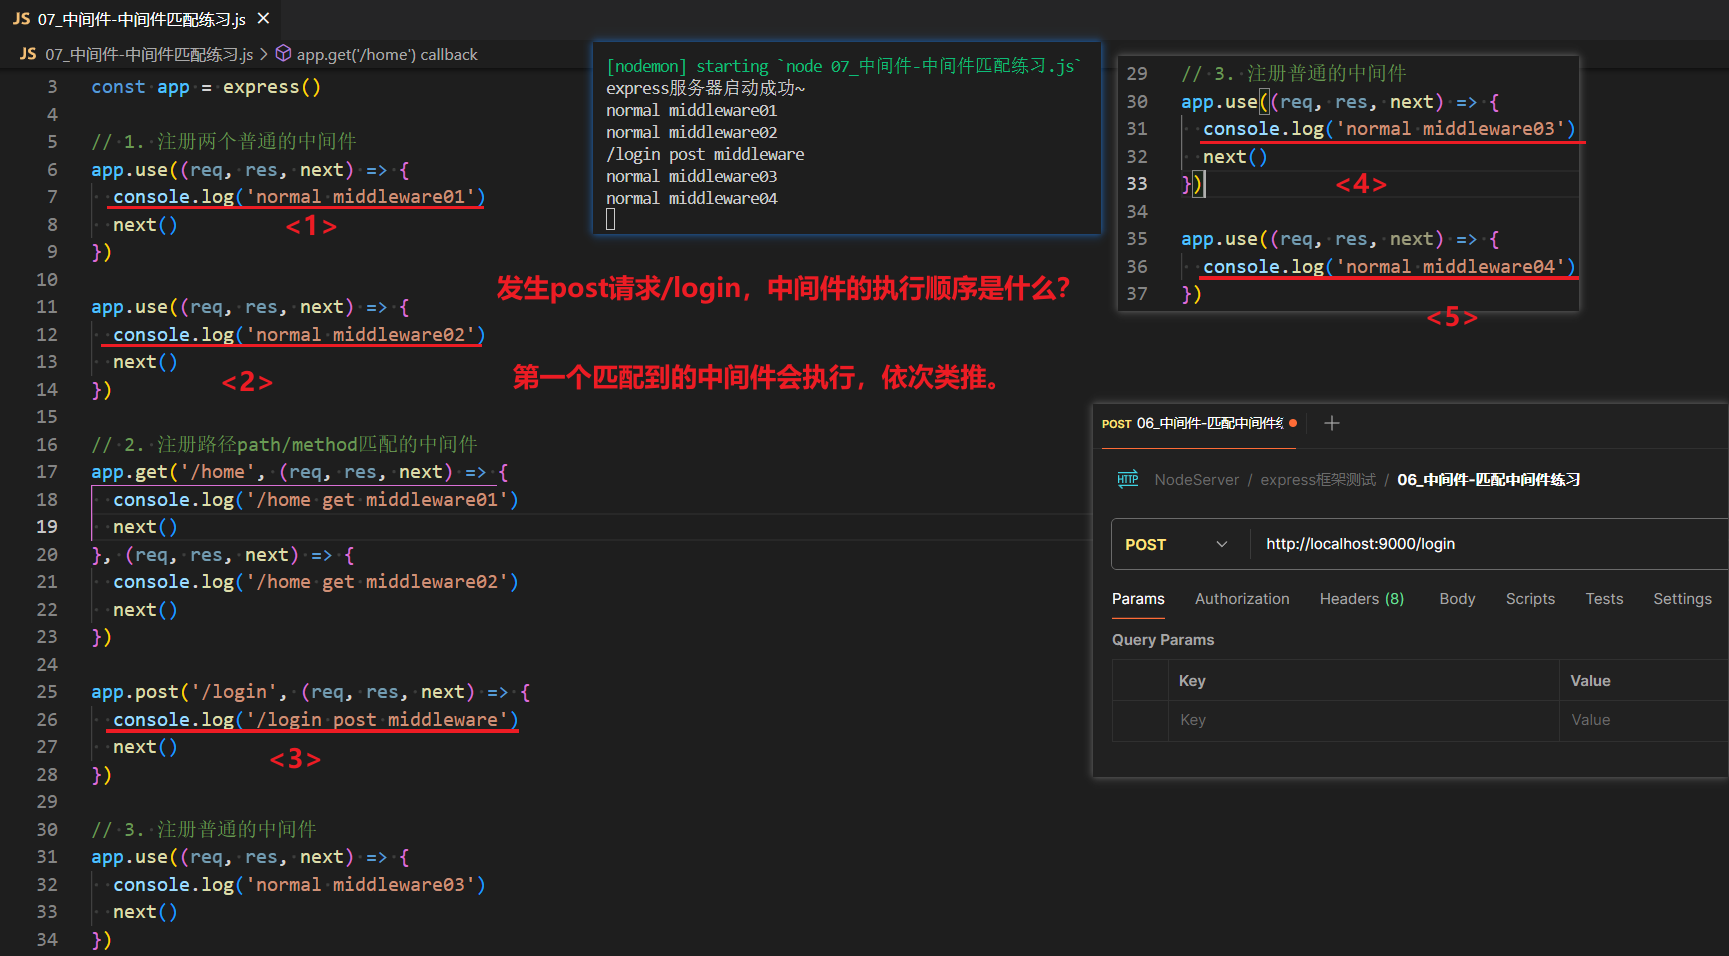 JS 07_中间件-中间件匹配练习.js ×
JS 07_中间件-中间件匹配练习.js > app.get('/home') callback
3 const app = express()
4
5 // 1. 注册两个普通的中间件
6 app.use((req, res, next) => {
7 console.log('normal middleware01')
8 next()
<1>
9 })
10
11 app.use((req, res, next) => {
12 console.log('normal middleware02')
13 next()
<2>
14 })
15
16 // 2. 注册路径path/method匹配的中间件
17 app.get('/home', (req, res, next) => {
18 console.log('/home get middleware01')
19 next()
20 }, (req, res, next) => {
21 console.log('/home get middleware02')
22 next()
23 })
24
25 app.post('/login', (req, res, next) => {
26 console.log('/login post middleware')
27 next()
<3>
28 })
29
30 // 3. 注册普通的中间件
31 app.use((req, res, next) => {
32 console.log('normal middleware03')
33 next()
34 })
[nodemon] starting `node 07_中间件-中间件匹配练习.js`
express服务器启动成功~
normal middleware01
normal middleware02
/login post middleware
normal middleware03
normal middleware04
发生post请求/login，中间件的执行顺序是什么？
第一个匹配到的中间件会执行，依次类推。
29 // 3. 注册普通的中间件
30 app.use((req, res, next) => {
31 console.log('normal middleware03')
32 next()
33 })
<4>
34
35 app.use((req, res, next) => {
36 console.log('normal middleware04')
37 })
<5>
POST 06_中间件-匹配中间件 +
HTTP NodeServer / express框架测试 / 06_中间件-匹配中间件练习
POST http://localhost:9000/login
Params Authorization Headers (8) Body Scripts Tests Settings
Query Params
Key Value
Key Value